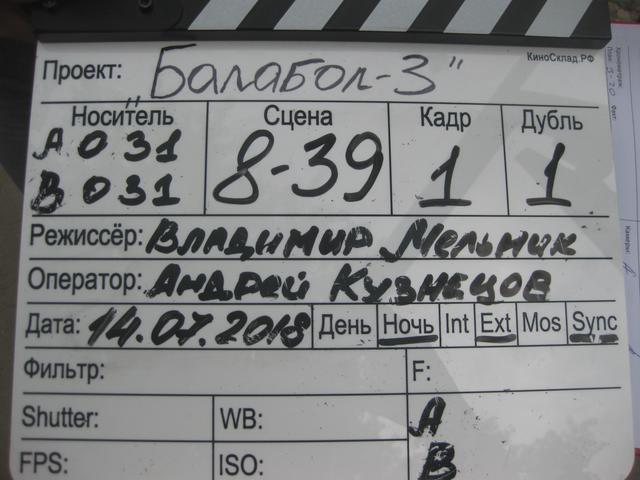 КиноСклад.РФ
Проект: "Балабол-3"
Носитель Сцена Кадр Дубль
A 031 8-39 1 1
B 031
Режиссёр: Владимир Мельник
Оператор: Андрей Кузнецов
Дата: 14.07.2018 День Ночь Int Ext Mos Sync
Фильтр: F:
Shutter: WB: A
FPS: ISO: B